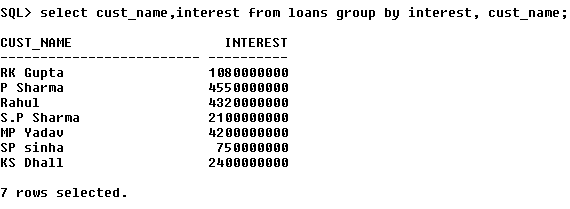 SQL> select cust_name,interest from loans group by interest, cust_name;
CUST_NAME INTEREST
------------------------- ----------
RK Gupta 1080000000
P Sharma 4550000000
Rahul 4320000000
S.P Sharma 2100000000
MP Yadav 4200000000
SP sinha 750000000
KS Dhall 2400000000
7 rows selected.